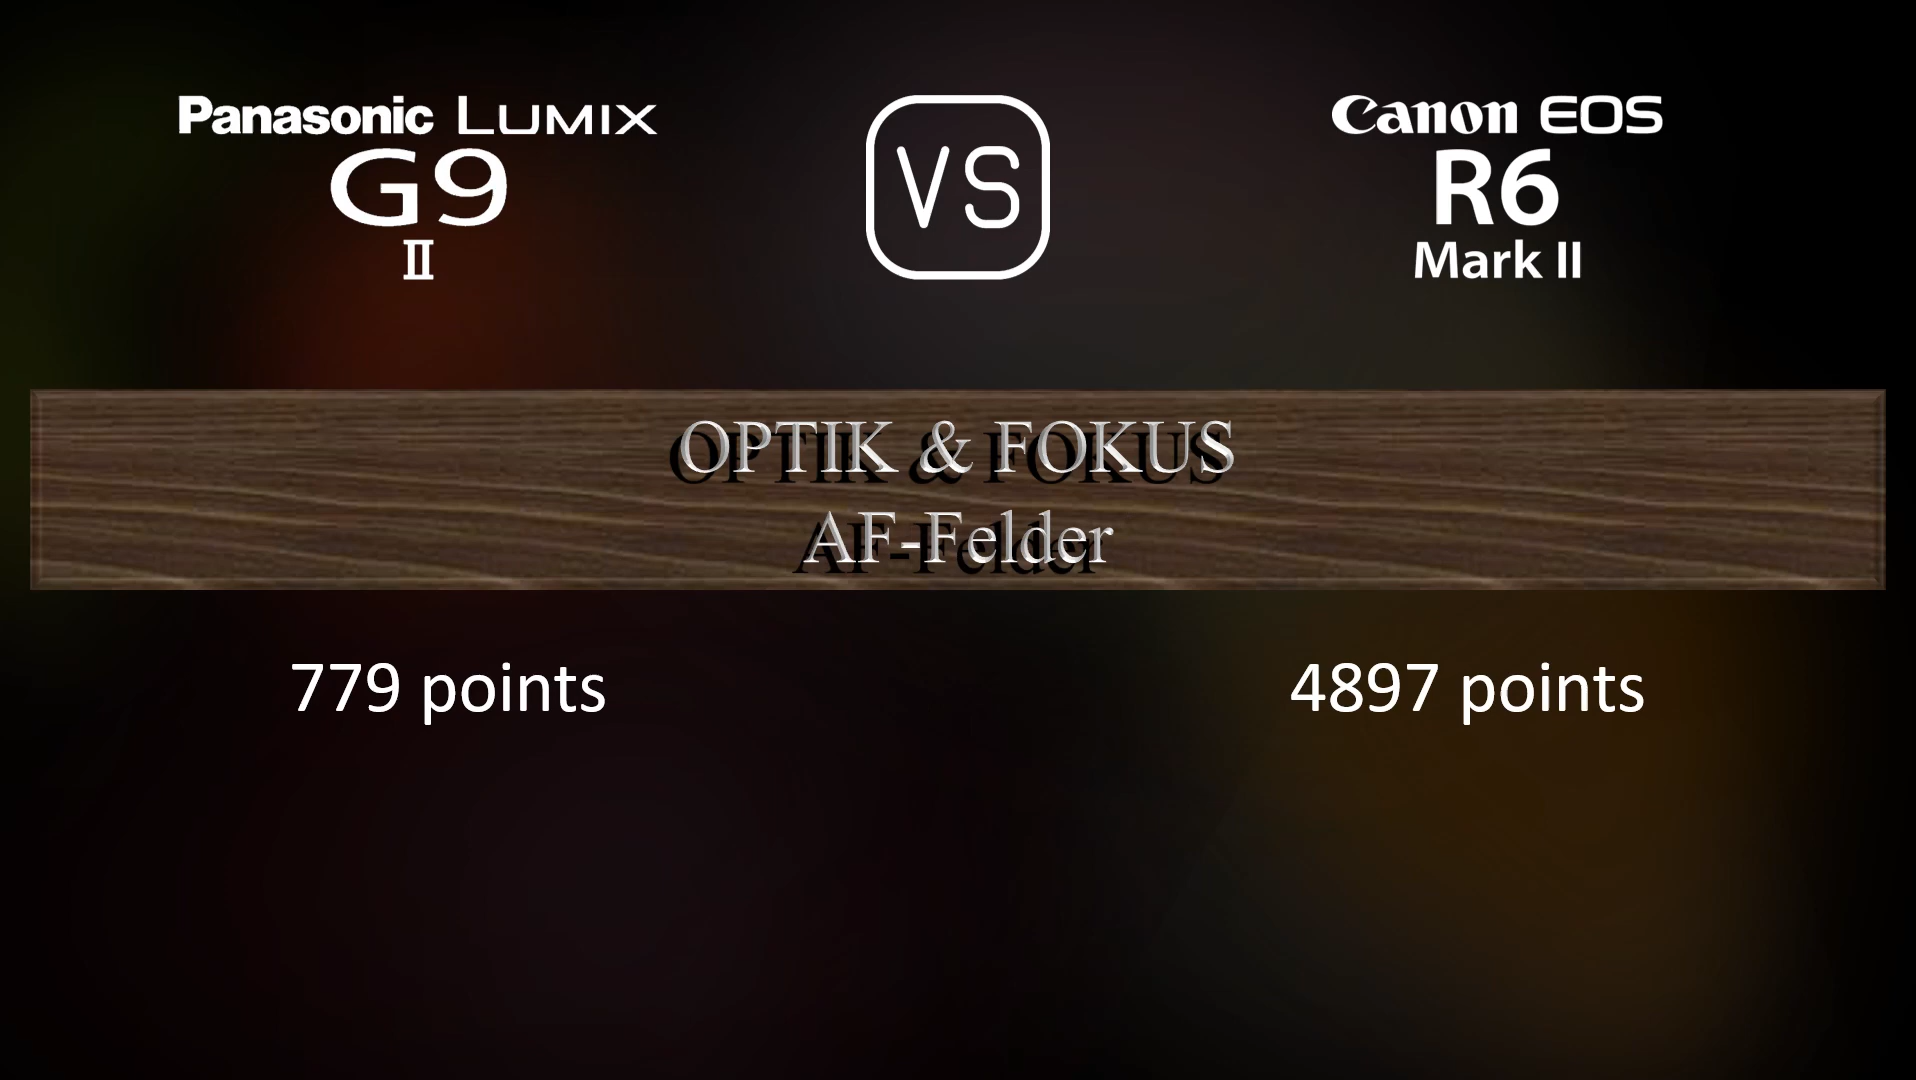 Panasonic LUMIX
G9
II
VS
Canon EOS
R6
Mark II
OPTIK & FOKUS
AF-Felder
779 points
4897 points